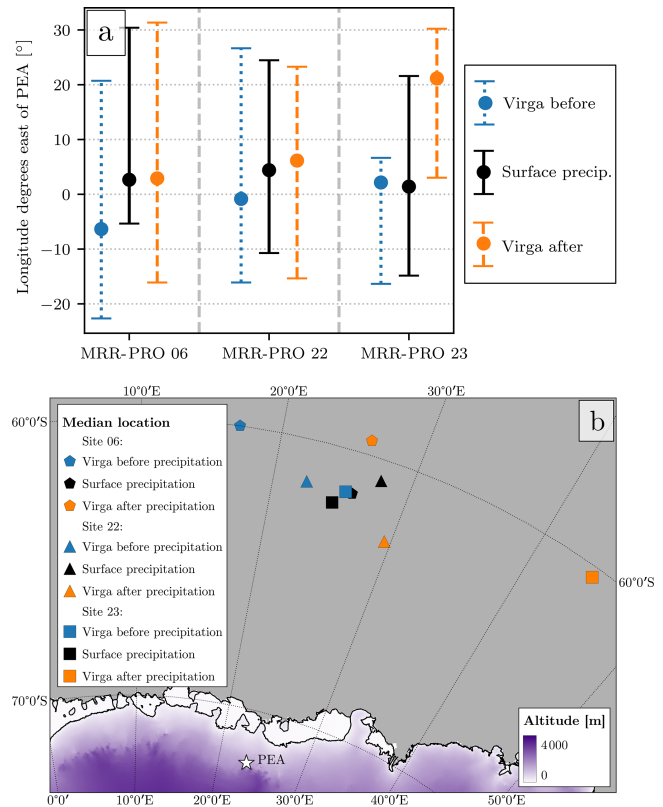 a
Longitude degrees east of PEA [°]
30
20
10
0
−10
−20
MRR-PRO 06
MRR-PRO 22
MRR-PRO 23
Virga before
Surface precip.
Virga after
b
10°0′E
20°0′E
30°0′E
60°0′S
Median location
Site 06:
Virga before precipitation
Surface precipitation
Virga after precipitation
Site 22:
Virga before precipitation
Surface precipitation
Virga after precipitation
Site 23:
Virga before precipitation
Surface precipitation
Virga after precipitation
60°0′S
70°0′S
PEA
Altitude [m]
4000
0
0°0′
10°0′E
20°0′E
30°0′E
40°0′E
50°0′E